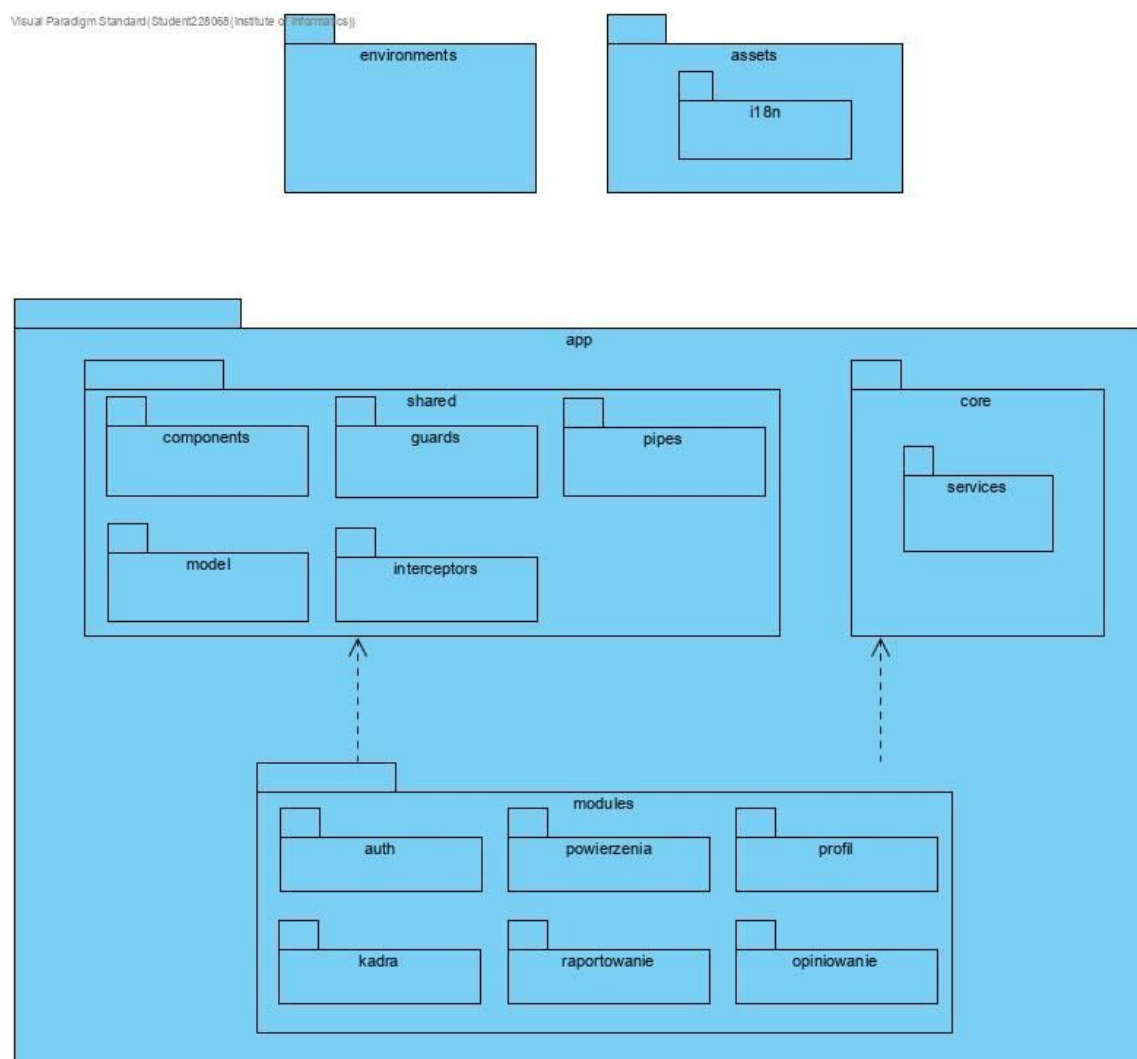 Visual Paradigm Standard(Student228068(Institute of Informatics))
environments
assets
i18n
app
shared
core
components
guards
pipes
services
model
interceptors
modules
auth
powierzenia
profil
kadra
raportowanie
opiniowanie